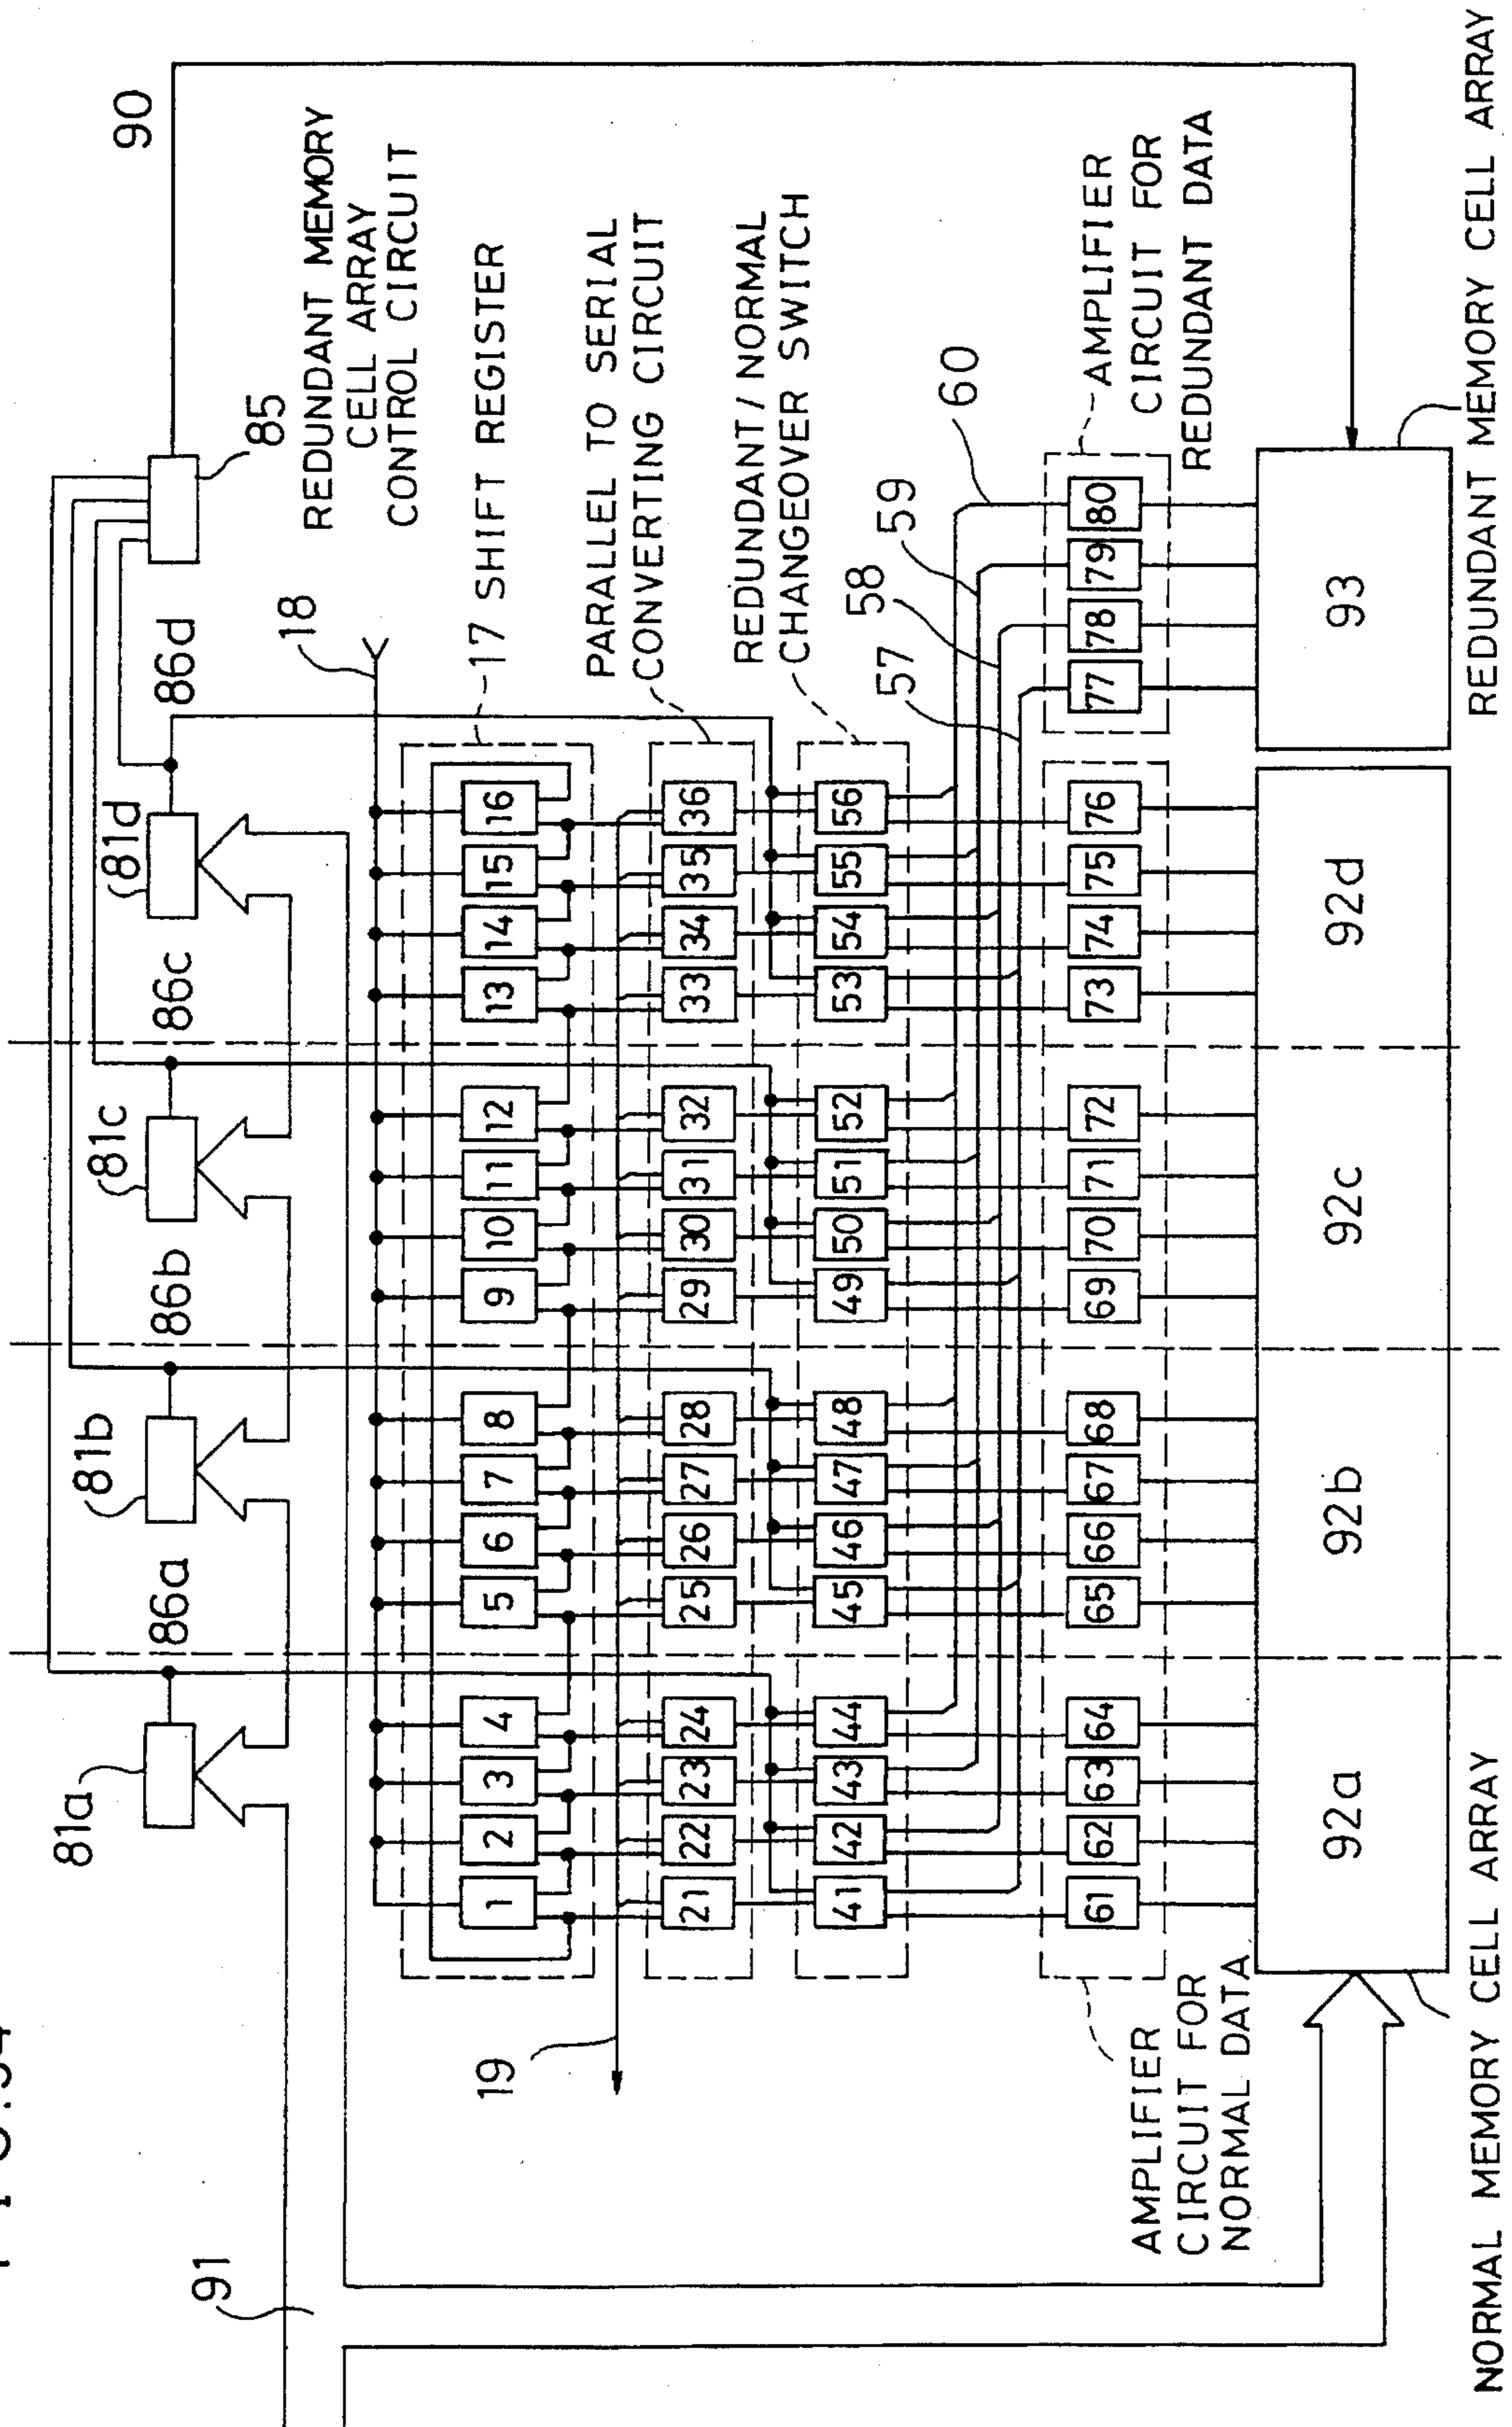 90
REDUNDANT MEMORY
CELL ARRAY
CONTROL CIRCUIT
85
86d
18
17 SHIFT REGISTER
PARALLEL TO SERIAL
CONVERTING CIRCUIT
REDUNDANT/NORMAL
CHANGEOVER SWITCH
AMPLIFIER
CIRCUIT FOR
REDUNDANT DATA
60
59
58
57
81d
86c
81c
86b
81b
86a
81a
91
1 2 3 4 5 6 7 8 9 10 11 12 13 14 15 16
19
21 22 23 24 25 26 27 28 29 30 31 32 33 34 35 36
41 42 43 44 45 46 47 48 49 50 51 52 53 54 55 56
61 62 63 64 65 66 67 68 69 70 71 72 73 74 75 76 77 78 79 80
AMPLIFIER
CIRCUIT FOR
NORMAL DATA
92a 92b 92c 92d 93
NORMAL MEMORY CELL ARRAY
REDUNDANT MEMORY CELL ARRAY